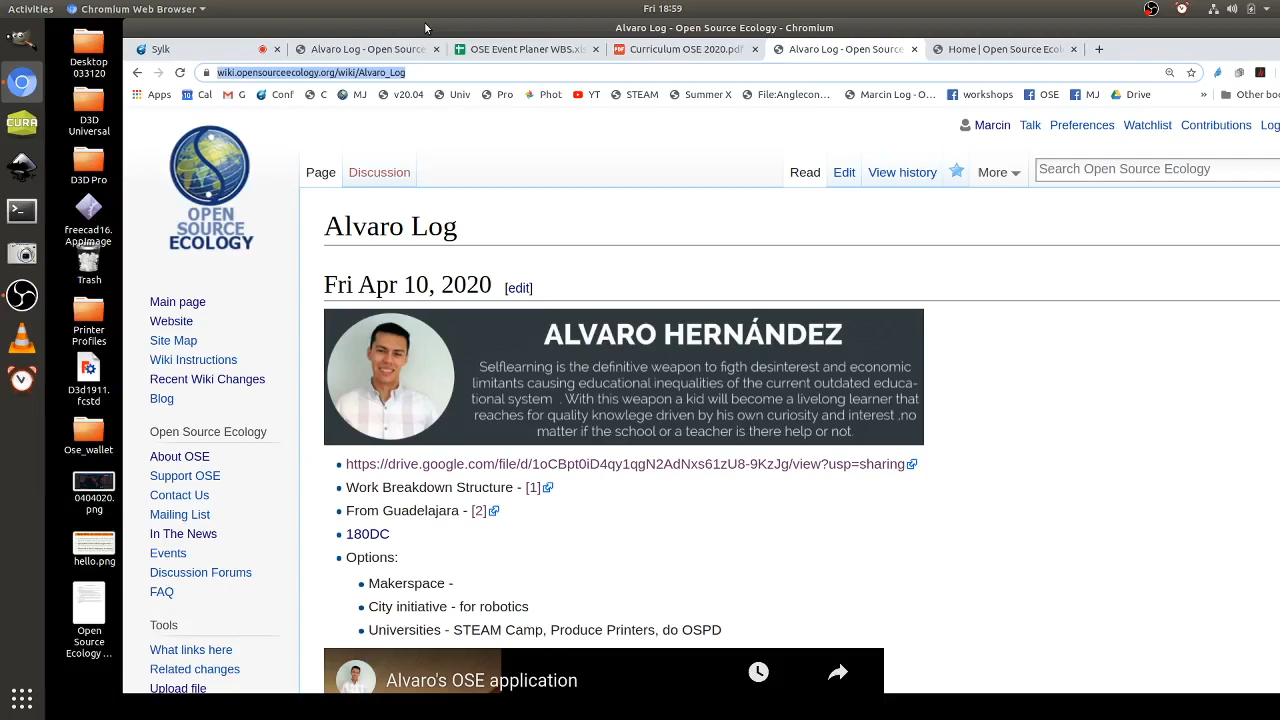 Activities
Chromium Web Browser
Fri 18:59
Alvaro Log - Open Source Ecology - Chromium
Sylk
Alvaro Log - Open Source
OSE Event Planer WBS.xls
Curriculum OSE 2020.pdf
Alvaro Log - Open Source
Home | Open Source Ecol
wiki.opensourceecology.org/wiki/Alvaro_Log
Apps
Cal
G
Conf
C
MJ
v20.04
Univ
Pro
Phot
YT
STEAM
Summer X
File:Anglecon...
Marcin Log - O...
workshops
OSE
MJ
Drive
»
Other boo
Desktop
033120
D3D
Universal
D3D Pro
freecad16.
AppImage
Trash
Printer
Profiles
D3d1911.
fcstd
Ose_wallet
0404020.
png
hello.png
Open
Source
Ecology ...
CURA
OPEN
SOURCE
ECOLOGY
Marcin
Talk
Preferences
Watchlist
Contributions
Log
Page
Discussion
Read
Edit
View history
More
Search Open Source Ecology
Main page
Website
Site Map
Wiki Instructions
Recent Wiki Changes
Blog
Open Source Ecology
About OSE
Support OSE
Contact Us
Mailing List
In The News
Events
Discussion Forums
FAQ
Tools
What links here
Related changes
Upload file
Alvaro Log
Fri Apr 10, 2020 [edit]
ALVARO HERNÁNDEZ
Selflearning is the definitive weapon to figth desinterest and economic
limitants causing educational inequalities of the current outdated educa-
tional system . With this weapon a kid will become a livelong learner that
reaches for quality knowlege driven by his own curiosity and interest ,no
matter if the school or a teacher is there help or not.
https://drive.google.com/file/d/1oCBpt0iD4qy1qgN2AdNxs61zU8-9KzJg/view?usp=sharing
Work Breakdown Structure - [1]
From Guadelajara - [2]
180DC
Options:
Makerspace -
City initiative - for robotics
Universities - STEAM Camp, Produce Printers, do OSPD
Alvaro's OSE application